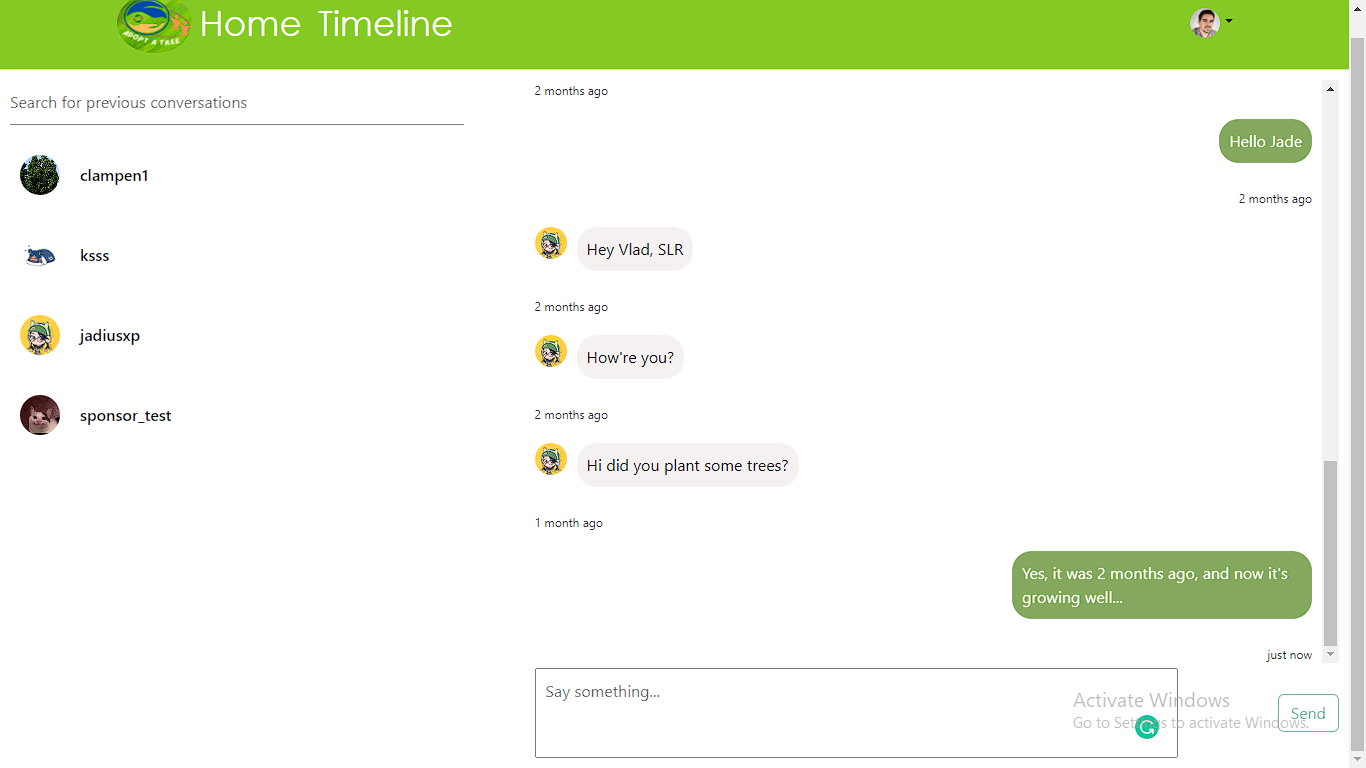 ADOPT A TREE
Home Timeline
Search for previous conversations
clampen1
ksss
jadiusxp
sponsor_test
2 months ago
Hello Jade
2 months ago
Hey Vlad, SLR
2 months ago
How're you?
2 months ago
Hi did you plant some trees?
1 month ago
Yes, it was 2 months ago, and now it's
growing well...
just now
Say something...
Send
Activate Windows
Go to Settings to activate Windows.